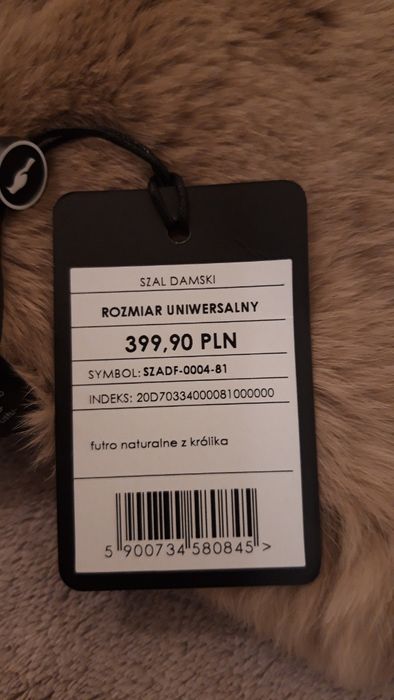 SZAL DAMSKI
ROZMIAR UNIWERSALNY
399,90 PLN
SYMBOL: SZADF-0004-81
INDEKS: 20D70334000081000000
futro naturalne z królika
5 900734 580845 >